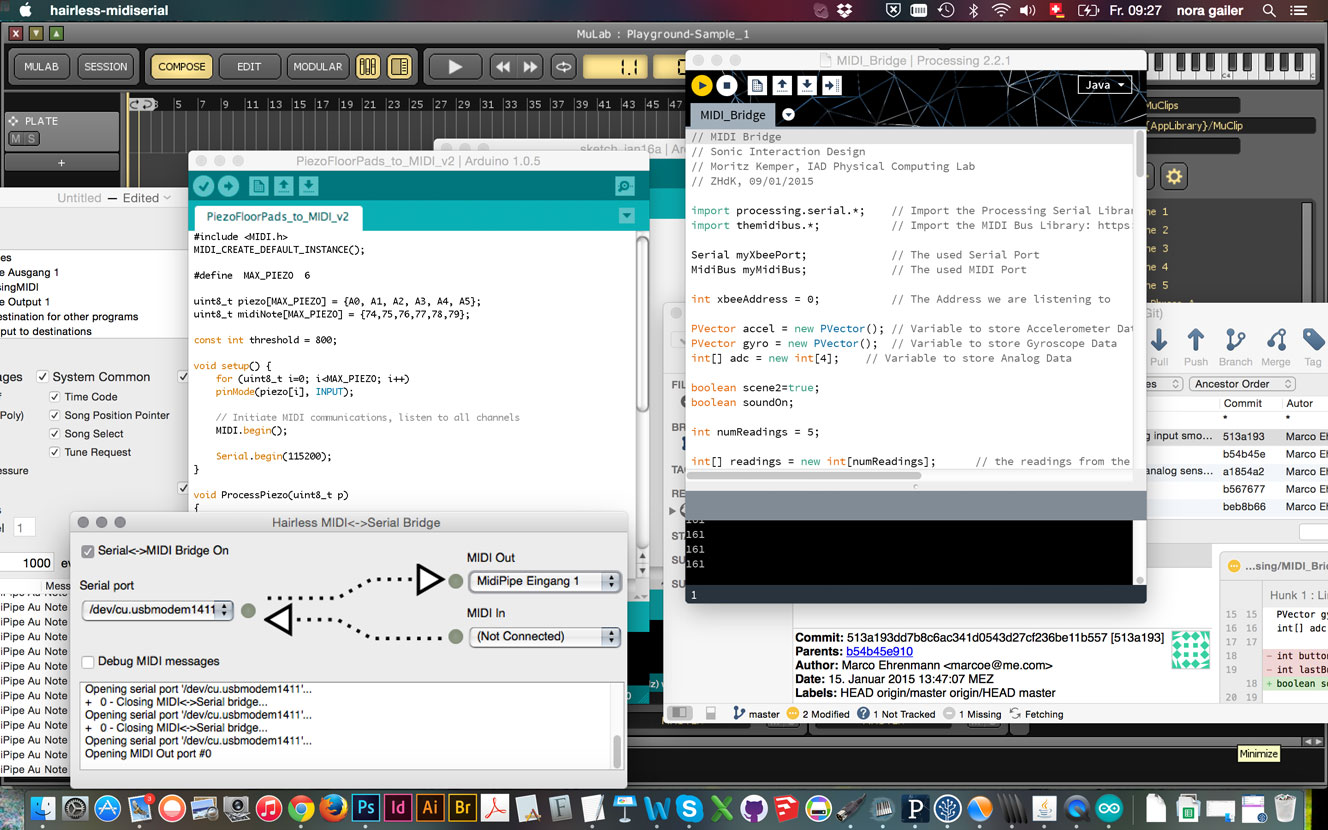 hairless-midiserial
Fr. 09:27 nora gailer
MuLab : Playground-Sample_1
MULAB SESSION COMPOSE EDIT MODULAR
1.1
PLATE
M S
+
3 5 7 9 11 13 15 17 19 21 23 25 27 29 31 33 35 37 39 41 43 45 47
MuClips
{AppLibrary}/MuClip
Untitled — Edited
e Ausgang 1
singMIDI
e Output 1
estination for other programs
put to destinations
System Common
Time Code
Poly)
Song Position Pointer
Song Select
Tune Request
essure
1
1000
Mess
iPipe Au Note
iPipe Au Note
iPipe Au Note
iPipe Au Note
iPipe Au Note
iPipe Au Note
iPipe Au Note
iPipe Au Note
iPipe Au Note
iPipe Au Note
iPipe Au Note
iPipe Au Note
iPipe Au Note
sketch_jan16a | Ar
PiezoFloorPads_to_MIDI_v2 | Arduino 1.0.5
PiezoFloorPads_to_MIDI_v2
#include <MIDI.h>
MIDI_CREATE_DEFAULT_INSTANCE();
#define MAX_PIEZO 6
uint8_t piezo[MAX_PIEZO] = {A0, A1, A2, A3, A4, A5};
uint8_t midiNote[MAX_PIEZO] = {74,75,76,77,78,79};
const int threshold = 800;
void setup() {
for (uint8_t i=0; i<MAX_PIEZO; i++)
pinMode(piezo[i], INPUT);
// Initiate MIDI communications, listen to all channels
MIDI.begin();
Serial.begin(115200);
}
void ProcessPiezo(uint8_t p)
{
Hairless MIDI<->Serial Bridge
Serial<->MIDI Bridge On
Serial port
/dev/cu.usbmodem1411
MIDI Out
MidiPipe Eingang 1
MIDI In
(Not Connected)
Debug MIDI messages
Opening serial port '/dev/cu.usbmodem1411'...
+ 0 - Closing MIDI<->Serial bridge...
Opening serial port '/dev/cu.usbmodem1411'...
+ 0 - Closing MIDI<->Serial bridge...
Opening serial port '/dev/cu.usbmodem1411'...
Opening MIDI Out port #0
MIDI_Bridge | Processing 2.2.1
Java
MIDI_Bridge
// MIDI Bridge
// Sonic Interaction Design
// Moritz Kemper, IAD Physical Computing Lab
// ZHdK, 09/01/2015
import processing.serial.*; // Import the Processing Serial Librar
import themidibus.*; // Import the MIDI Bus Library: https
Serial myXbeePort; // The used Serial Port
MidiBus myMidiBus; // The used MIDI Port
int xbeeAddress = 0; // The Address we are listening to
PVector accel = new PVector(); // Variable to store Accelerometer Dat
PVector gyro = new PVector(); // Variable to store Gyroscope Data
int[] adc = new int[4]; // Variable to store Analog Data
boolean scene2=true;
boolean soundOn;
int numReadings = 5;
int[] readings = new int[numReadings]; // the readings from the
161
161
161
161
1
ne 1
ne 2
ne 3
ne 4
ne 5
Git)
Pull Push Branch Merge Tag
Ancestor Order
Commit Autor
* *
g input smo... 513a193 Marco Ehr
b54b45e Marco Ehr
analog sens... a1854a2 Marco Ehr
b567677 Marco Ehr
beb8b66 Marco Ehr
...sing/MIDI_Brid
Hunk 1 : Lin
15 15 PVector gy
16 16 int[] adc
17 17
18 - int button
19 - int lastBu
18 + boolean sc
20 19
Commit: 513a193dd7b8c6ac341d0543d27cf236be11b557 [513a193]
Parents: b54b45e910
Author: Marco Ehrenmann <marcoe@me.com>
Date: 15. Januar 2015 13:47:07 MEZ
Labels: HEAD origin/master origin/HEAD master
master 2 Modified 1 Not Tracked 1 Missing Fetching
Minimize
3 Ps Id Ai Br